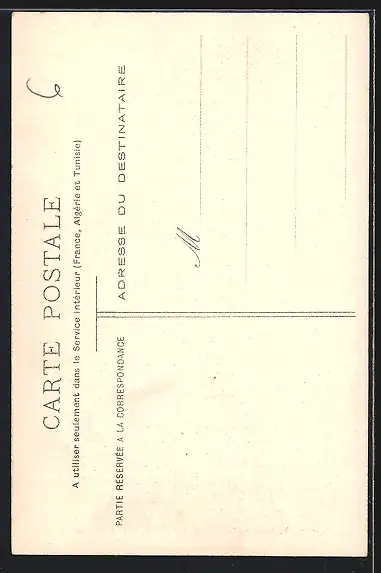 CARTE POSTALE
6
A utiliser seulement dans le Service Intérieur (France, Algérie et Tunisie)
PARTIE RÉSERVÉE A LA CORRESPONDANCE
ADRESSE DU DESTINATAIRE
M